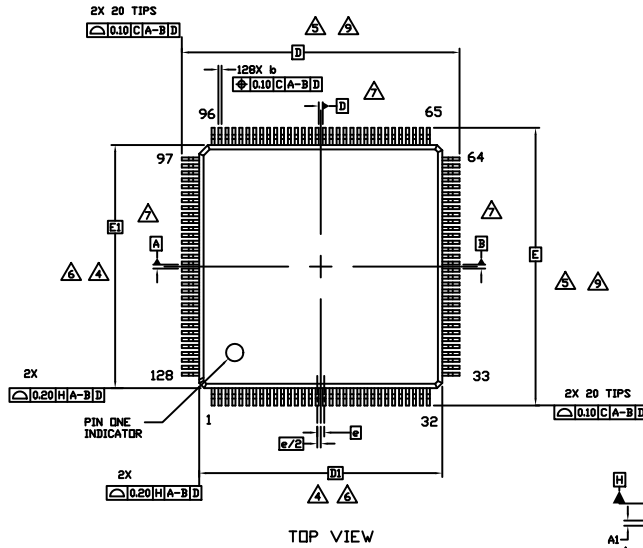 2X 20 TIPS
⌓ 0.10 C A-B D
5 9
D
128X b
⌖ 0.10 C A-B D
7
D
96
65
97
64
E1
7
7
A
B
E
6 4
5 9
2X
128
33
⌓ 0.20 H A-B D
2X 20 TIPS
PIN ONE
INDICATOR
1
32
⌓ 0.10 C A-B D
e
e/2
2X
D1
⌓ 0.20 H A-B D
4 6
H
TOP VIEW
A1